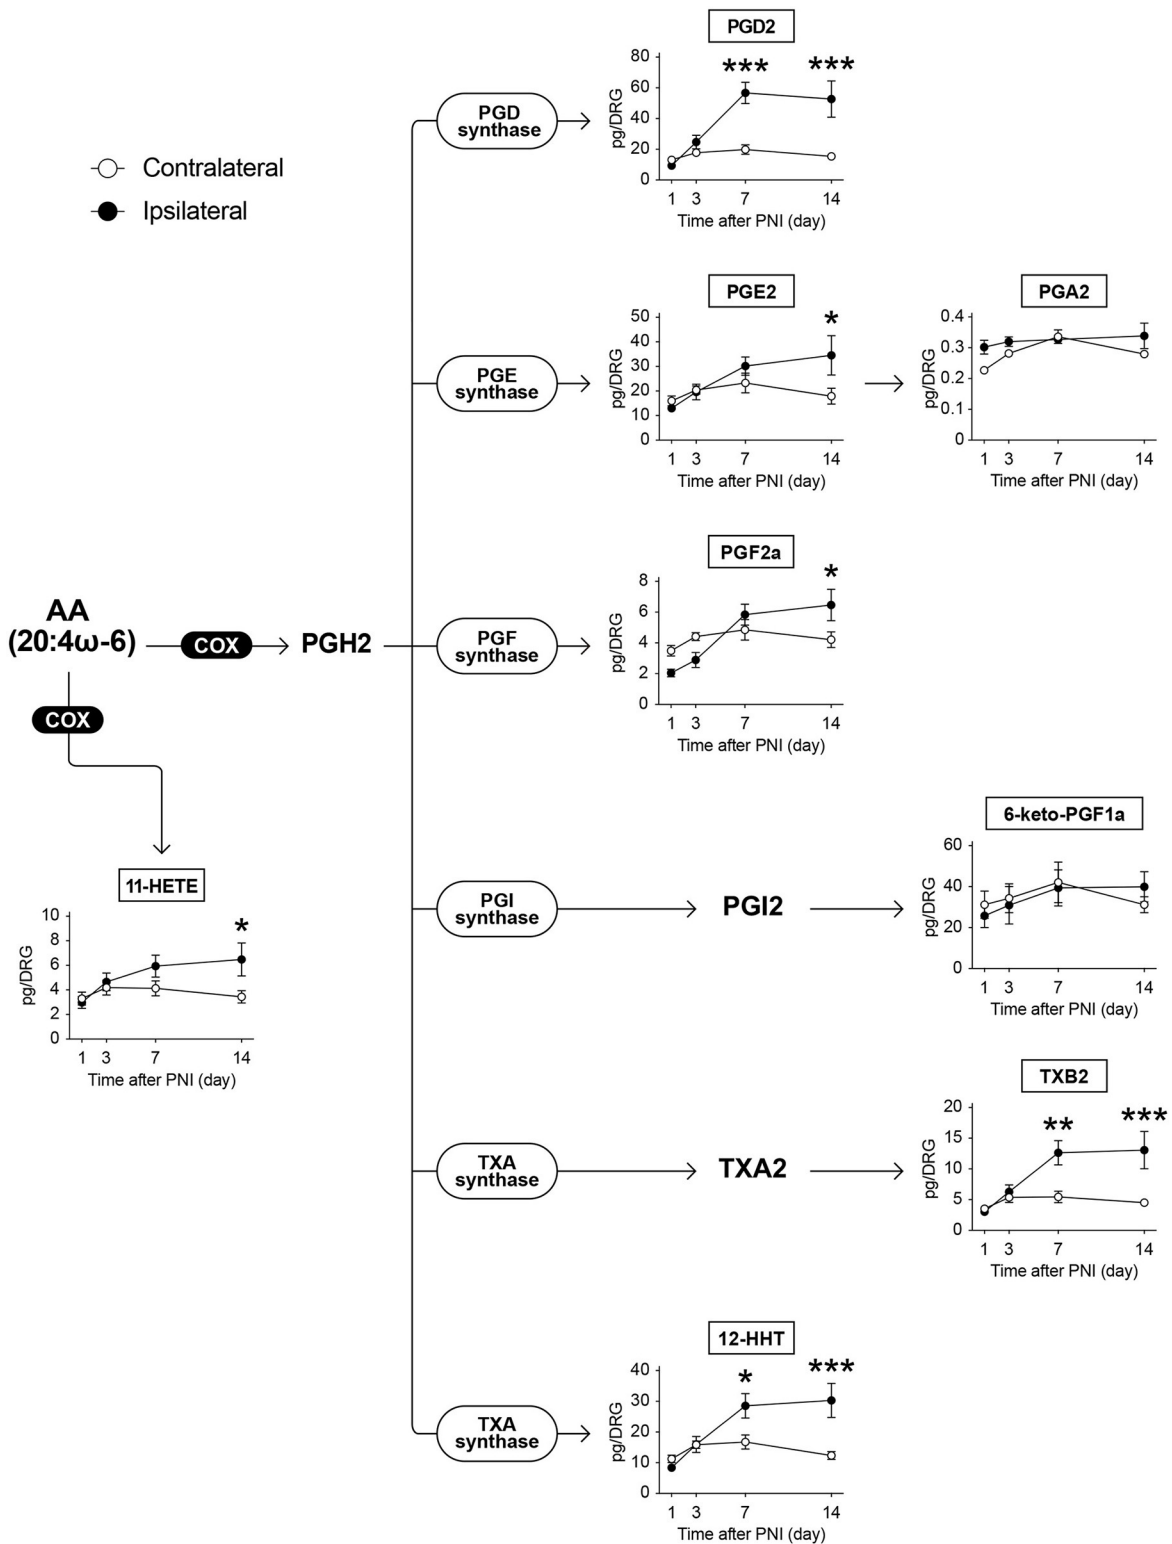 PGD2
80
60
40
20
0
pg/DRG
***
***
1 3 7 14
Time after PNI (day)
PGD
synthase
Contralateral
Ipsilateral
PGE2
50
40
30
20
10
0
pg/DRG
*
1 3 7 14
Time after PNI (day)
PGE
synthase
PGA2
0.4
0.3
0.2
0.1
0
pg/DRG
1 3 7 14
Time after PNI (day)
PGF2a
8
6
4
2
0
pg/DRG
*
1 3 7 14
Time after PNI (day)
AA
(20:4ω-6)
COX
PGH2
PGF
synthase
COX
11-HETE
10
8
6
4
2
0
pg/DRG
*
1 3 7 14
Time after PNI (day)
PGI
synthase
PGI2
6-keto-PGF1a
60
40
20
0
pg/DRG
1 3 7 14
Time after PNI (day)
TXA
synthase
TXA2
TXB2
20
15
10
5
0
pg/DRG
**
***
1 3 7 14
Time after PNI (day)
TXA
synthase
12-HHT
40
30
20
10
0
pg/DRG
*
***
1 3 7 14
Time after PNI (day)